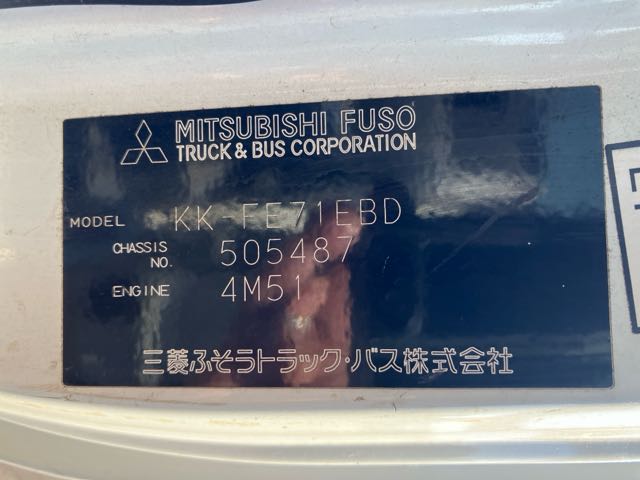 MITSUBISHI FUSO
TRUCK & BUS CORPORATION
MODEL KK-FE71EBD
CHASSIS NO. 505487
ENGINE 4M51
三菱ふそうトラック・バス株式会社